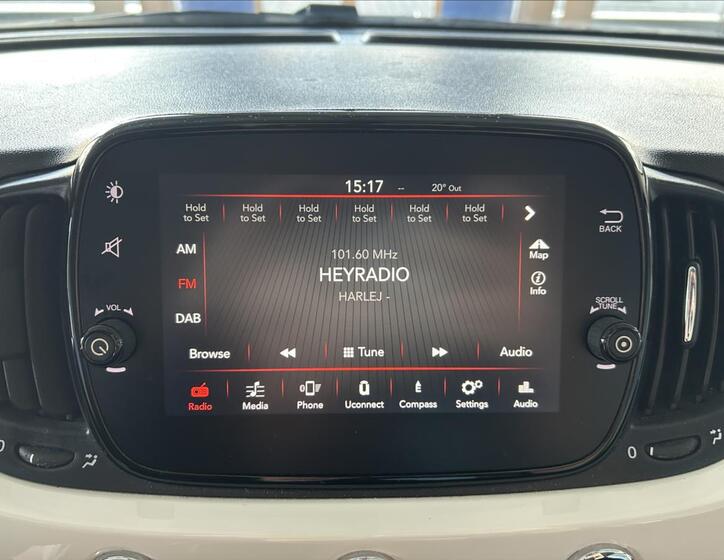 15:17 -- 20° Out
Hold to Set
Hold to Set
Hold to Set
Hold to Set
Hold to Set
Hold to Set
BACK
AM
101.60 MHz
Map
FM
HEYRADIO
Info
HARLEJ -
VOL
DAB
SCROLL
TUNE
Browse
Tune
Audio
Radio
Media
Phone
Uconnect
Compass
Settings
Audio
0
0